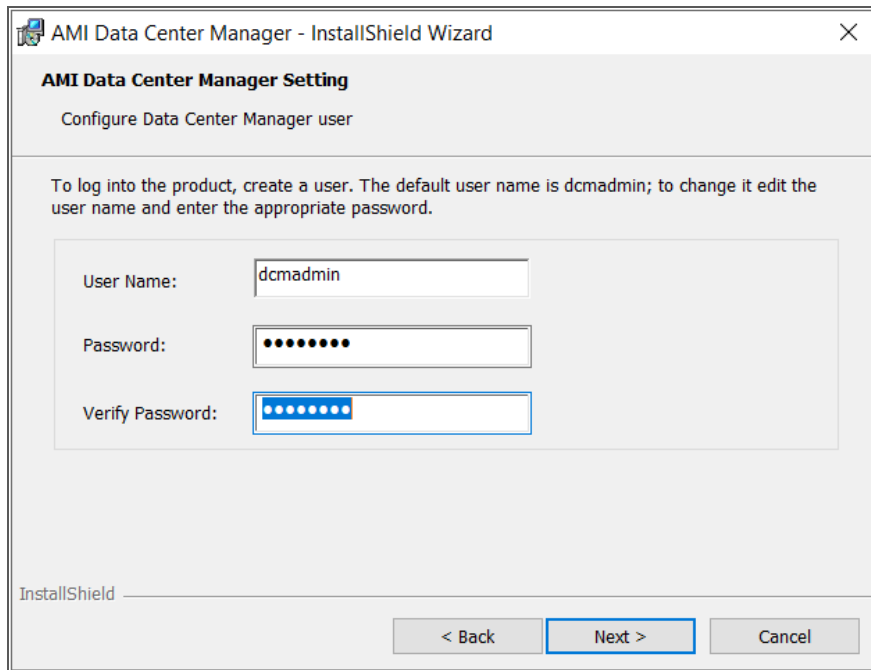 AMI Data Center Manager - InstallShield Wizard
AMI Data Center Manager Setting
Configure Data Center Manager user
To log into the product, create a user. The default user name is dcmadmin; to change it edit the
user name and enter the appropriate password.
User Name:
dcmadmin
Password:
●●●●●●●●
Verify Password:
●●●●●●●●
InstallShield
< Back
Next >
Cancel